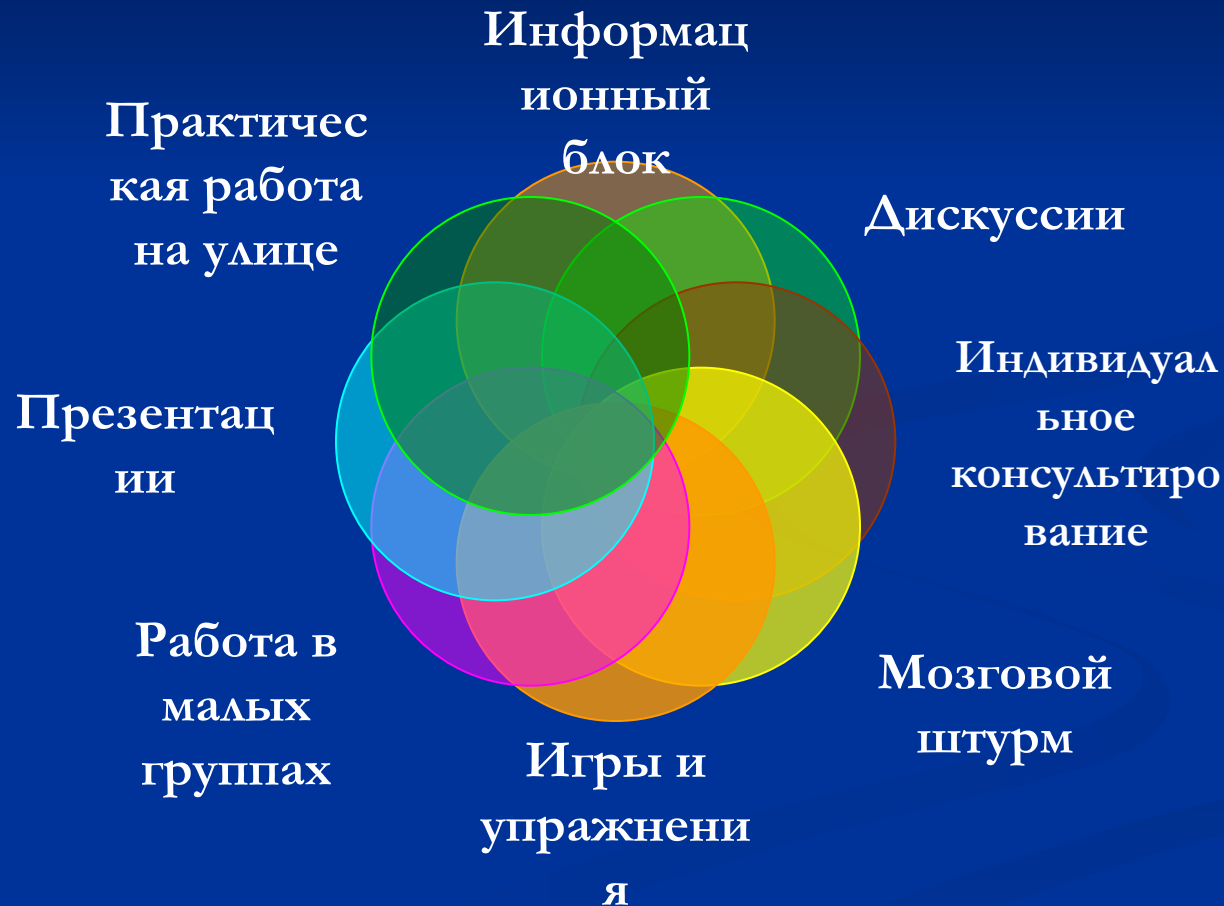 Информац
ионный
блок
Дискуссии
Индивидуал
ьное
консультиро
вание
Мозговой
штурм
Игры и
упражнени
я
Работа в
малых
группах
Презентац
ии
Практичес
кая работа
на улице